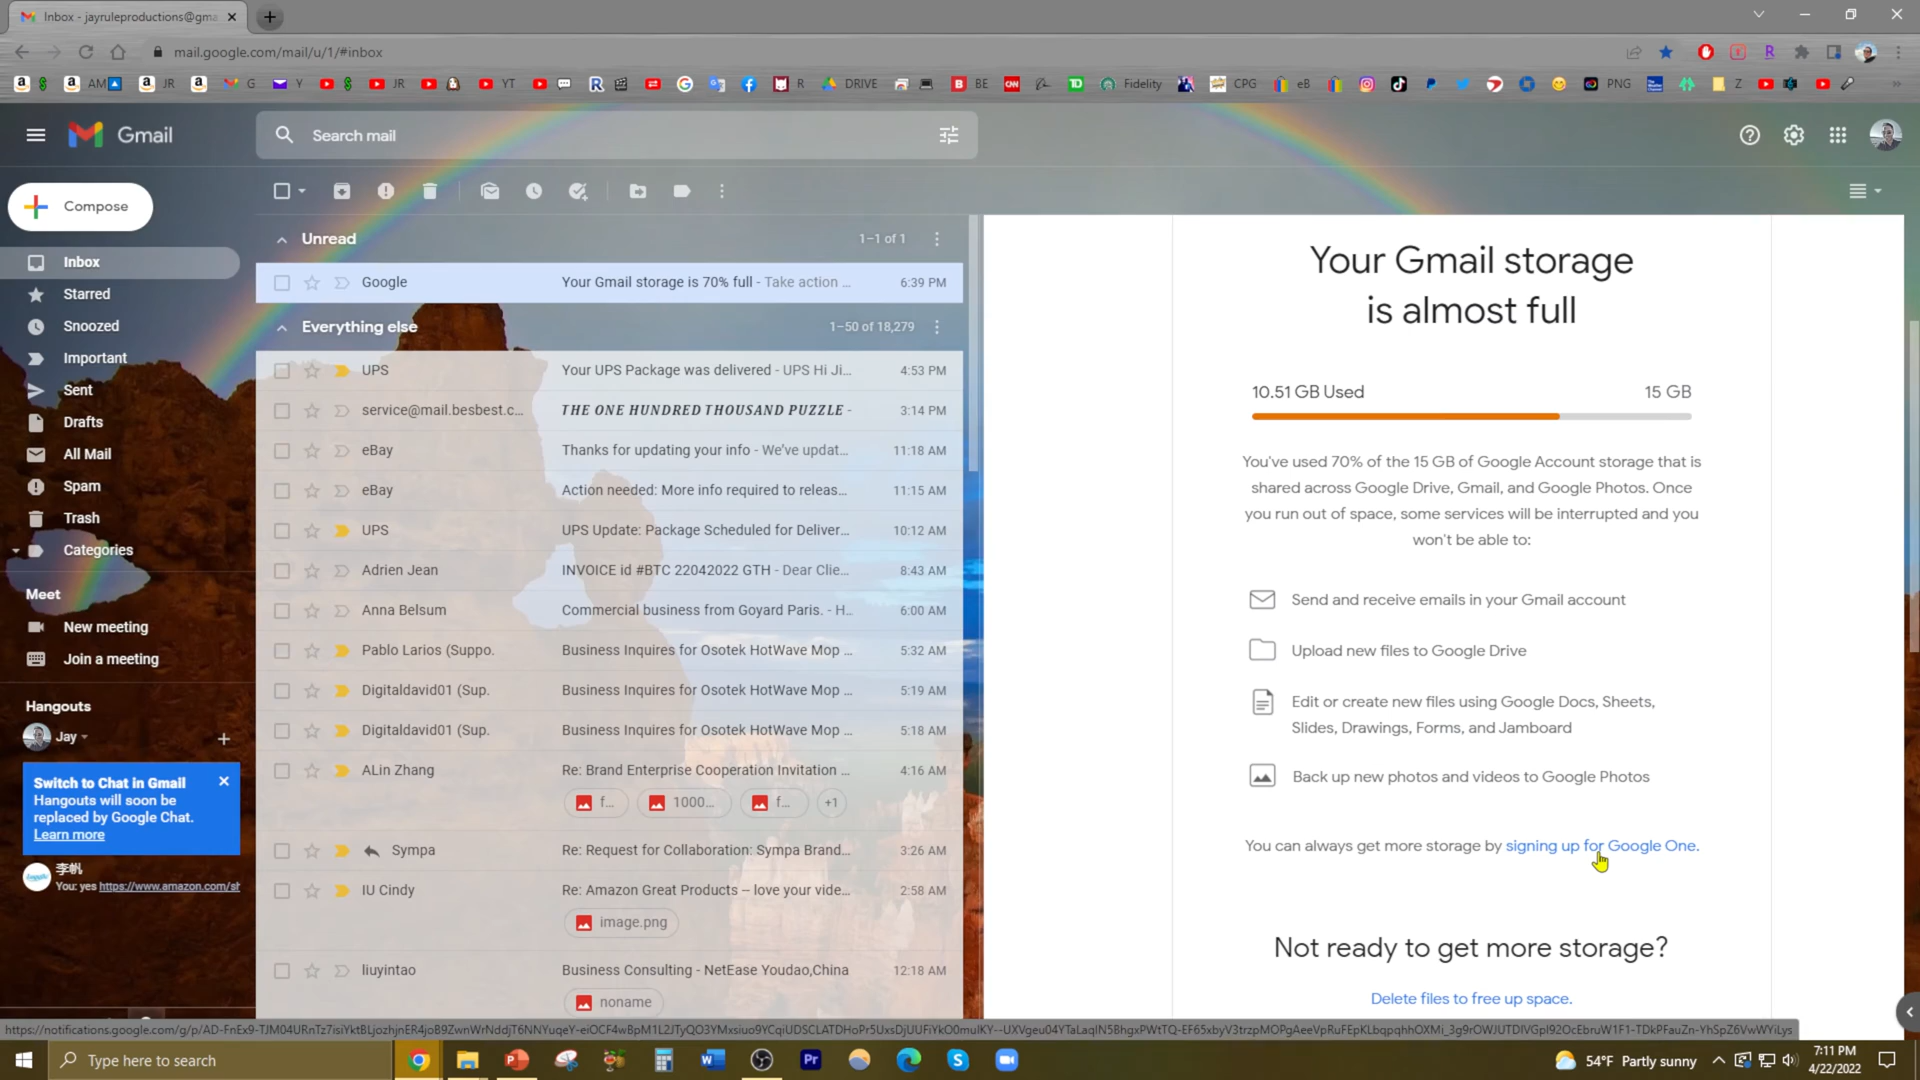 Inbox - jayruleproductions@gma
mail.google.com/mail/u/1/#inbox
AM
JR
G
Y
JR
YT
R
DRIVE
BE
CNN
TD
Fidelity
CPG
eB
PNG
Z
Gmail
Search mail
Compose
Inbox
Starred
Snoozed
Important
Sent
Drafts
All Mail
Spam
Trash
Categories
Meet
New meeting
Join a meeting
Hangouts
Jay
Switch to Chat in Gmail
Hangouts will soon be
replaced by Google Chat.
Learn more
李帆
You: yes https://www.amazon.com/sh
Unread 1–1 of 1
Google Your Gmail storage is 70% full - Take action ... 6:39 PM
Everything else 1–50 of 18,279
UPS Your UPS Package was delivered - UPS Hi Ji... 4:53 PM
service@mail.besbest.c... THE ONE HUNDRED THOUSAND PUZZLE - 3:14 PM
eBay Thanks for updating your info - We've updat... 11:18 AM
eBay Action needed: More info required to releas... 11:15 AM
UPS UPS Update: Package Scheduled for Deliver... 10:12 AM
Adrien Jean INVOICE id #BTC 22042022 GTH - Dear Clie... 8:43 AM
Anna Belsum Commercial business from Goyard Paris. - H... 6:00 AM
Pablo Larios (Suppo. Business Inquires for Osotek HotWave Mop ... 5:32 AM
Digitaldavid01 (Sup. Business Inquires for Osotek HotWave Mop ... 5:19 AM
Digitaldavid01 (Sup. Business Inquires for Osotek HotWave Mop ... 5:18 AM
ALin Zhang Re: Brand Enterprise Cooperation Invitation ... 4:16 AM
f... 1000... f... +1
Sympa Re: Request for Collaboration: Sympa Brand... 3:26 AM
IU Cindy Re: Amazon Great Products – love your vide... 2:58 AM
image.png
liuyintao Business Consulting - NetEase Youdao,China 12:18 AM
noname
Your Gmail storage
is almost full
10.51 GB Used 15 GB
You've used 70% of the 15 GB of Google Account storage that is
shared across Google Drive, Gmail, and Google Photos. Once
you run out of space, some services will be interrupted and you
won't be able to:
Send and receive emails in your Gmail account
Upload new files to Google Drive
Edit or create new files using Google Docs, Sheets,
Slides, Drawings, Forms, and Jamboard
Back up new photos and videos to Google Photos
You can always get more storage by signing up for Google One.
Not ready to get more storage?
Delete files to free up space.
Type here to search
Pr
54°F Partly sunny
7:11 PM
4/22/2022